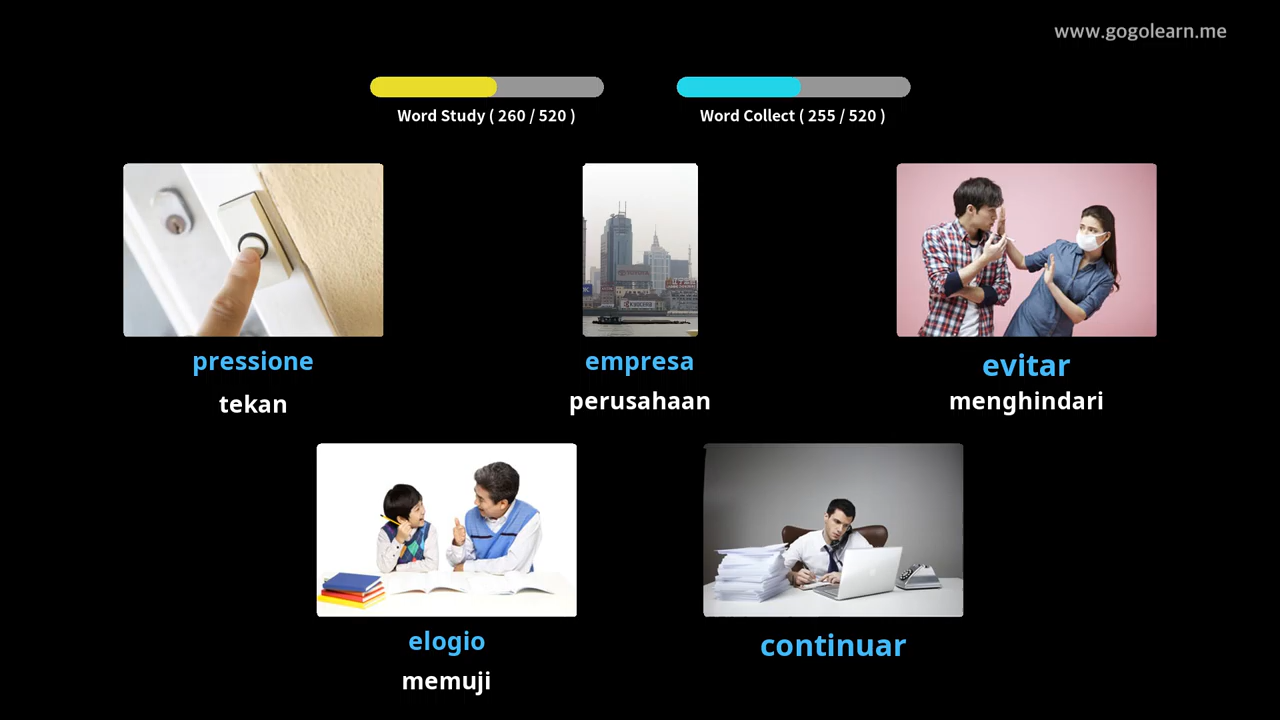 www.gogolearn.me
Word Study ( 260 / 520 )
Word Collect ( 255 / 520 )
TOYOTA
pressione
empresa
evitar
tekan
perusahaan
menghindari
elogio
continuar
memuji